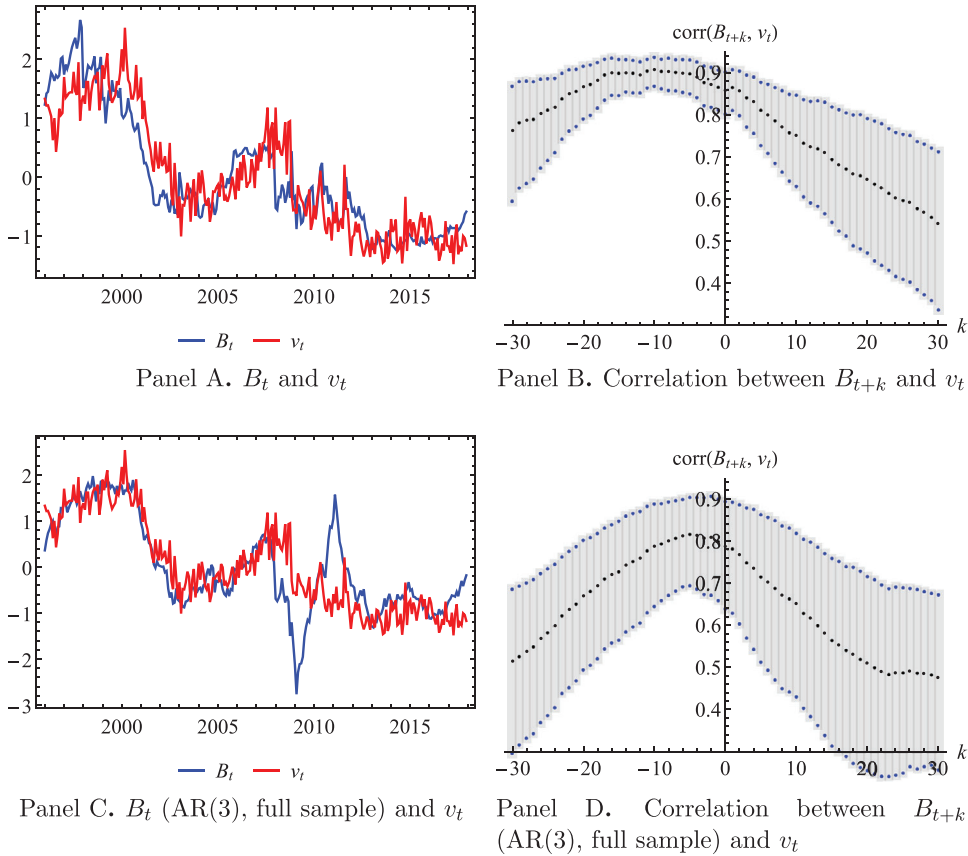 2
1
0
−1
2000 2005 2010 2015
B_t v_t
Panel A. B_t and v_t
corr(B_{t+k}, v_t)
0.9
0.8
0.7
0.6
0.5
0.4
k
−30 −20 −10 0 10 20 30
Panel B. Correlation between B_{t+k} and v_t
2
1
0
−1
−2
−3
2000 2005 2010 2015
B_t v_t
Panel C. B_t (AR(3), full sample) and v_t
corr(B_{t+k}, v_t)
0.9
0.8
0.7
0.6
0.5
0.4
k
−30 −20 −10 0 10 20 30
Panel D. Correlation between B_{t+k}
(AR(3), full sample) and v_t